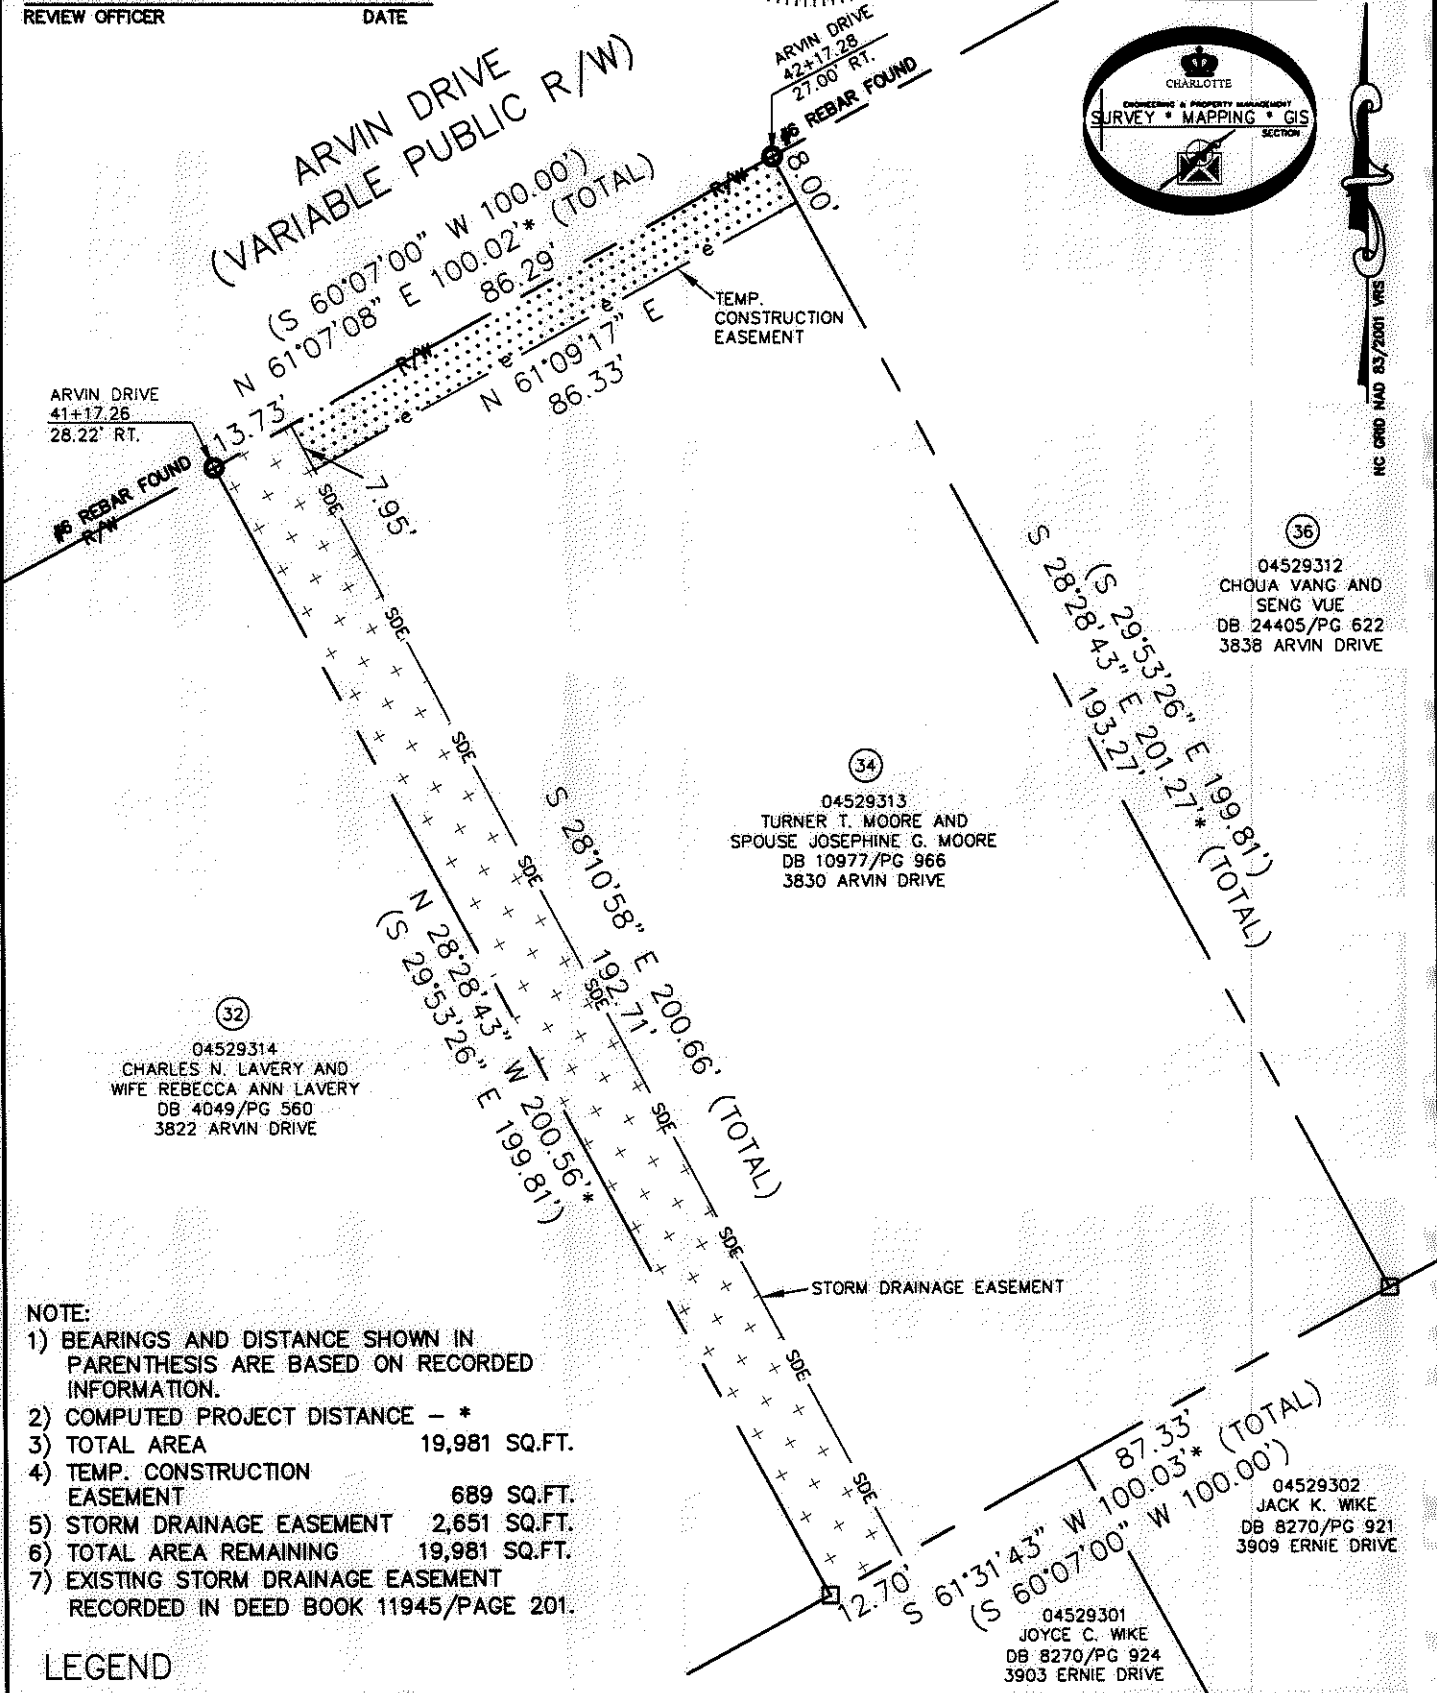 REVIEW OFFICER DATE
ARVIN DRIVE
(VARIABLE PUBLIC R/W)
ARVIN DRIVE
42+17.28
27.00' RT.
#6 REBAR FOUND
CHARLOTTE
ENGINEERING & PROPERTY MANAGEMENT
SURVEY * MAPPING * GIS
SECTION
NC GRID NAD 83/2001 VRS
(S 60°07'00" W 100.00')
N 61°07'08" E 100.02'* (TOTAL)
86.29'
R/W
R/W
8.00'
e
e
e
e
TEMP.
CONSTRUCTION
EASEMENT
N 61°09'17" E
86.33'
ARVIN DRIVE
41+17.26
28.22' RT.
13.73'
#6 REBAR FOUND
R/W
7.95'
SDE
SDE
SDE
SDE
SDE
SDE
SDE
SDE
SDE
(S 29°53'26" E 199.81')
S 28°28'43" E 201.27'* (TOTAL)
193.27'
36
04529312
CHOUA VANG AND
SENG VUE
DB 24405/PG 622
3838 ARVIN DRIVE
34
04529313
TURNER T. MOORE AND
SPOUSE JOSEPHINE G. MOORE
DB 10977/PG 966
3830 ARVIN DRIVE
S 28°10'58" E 200.66' (TOTAL)
192.71'
N 28°28'43" W 200.56'*
(S 29°53'26" E 199.81')
32
04529314
CHARLES N. LAVERY AND
WIFE REBECCA ANN LAVERY
DB 4049/PG 560
3822 ARVIN DRIVE
STORM DRAINAGE EASEMENT
NOTE:
1) BEARINGS AND DISTANCE SHOWN IN
PARENTHESIS ARE BASED ON RECORDED
INFORMATION.
2) COMPUTED PROJECT DISTANCE – *
3) TOTAL AREA 19,981 SQ.FT.
4) TEMP. CONSTRUCTION
EASEMENT 689 SQ.FT.
5) STORM DRAINAGE EASEMENT 2,651 SQ.FT.
6) TOTAL AREA REMAINING 19,981 SQ.FT.
7) EXISTING STORM DRAINAGE EASEMENT
RECORDED IN DEED BOOK 11945/PAGE 201.
87.33'
12.70'
S 61°31'43" W 100.03'* (TOTAL)
(S 60°07'00" W 100.00')
04529302
JACK K. WIKE
DB 8270/PG 921
3909 ERNIE DRIVE
04529301
JOYCE C. WIKE
DB 8270/PG 924
3903 ERNIE DRIVE
LEGEND